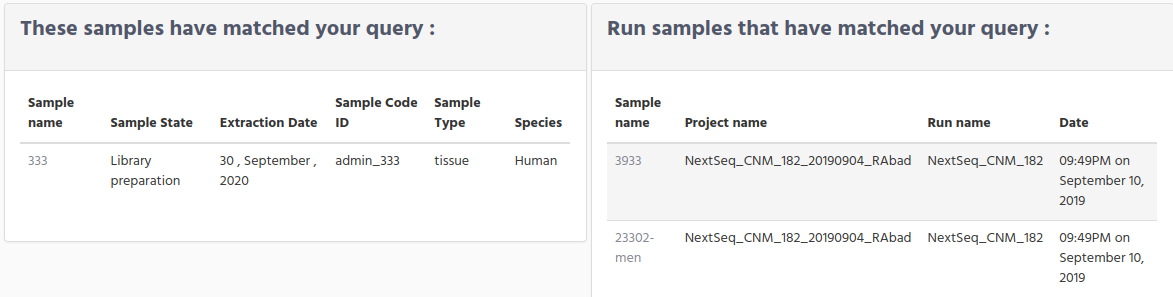 These samples have matched your query :
Sample name Sample State Extraction Date Sample Code ID Sample Type Species
333 Library preparation 30 , September , 2020 admin_333 tissue Human
Run samples that have matched your query :
Sample name Project name Run name Date
3933 NextSeq_CNM_182_20190904_RAbad NextSeq_CNM_182 09:49PM on September 10, 2019
23302-men NextSeq_CNM_182_20190904_RAbad NextSeq_CNM_182 09:49PM on September 10, 2019